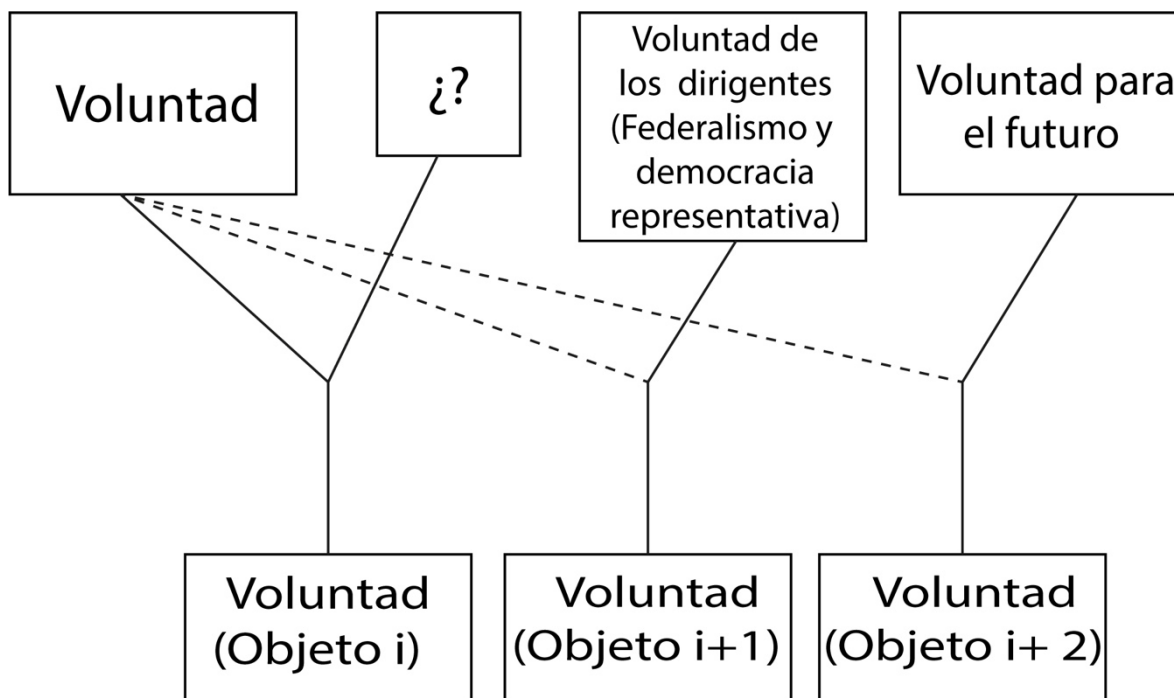 Voluntad
¿?
Voluntad de
los dirigentes
(Federalismo y
democracia
representativa)
Voluntad para
el futuro
Voluntad
(Objeto i)
Voluntad
(Objeto i+1)
Voluntad
(Objeto i+ 2)